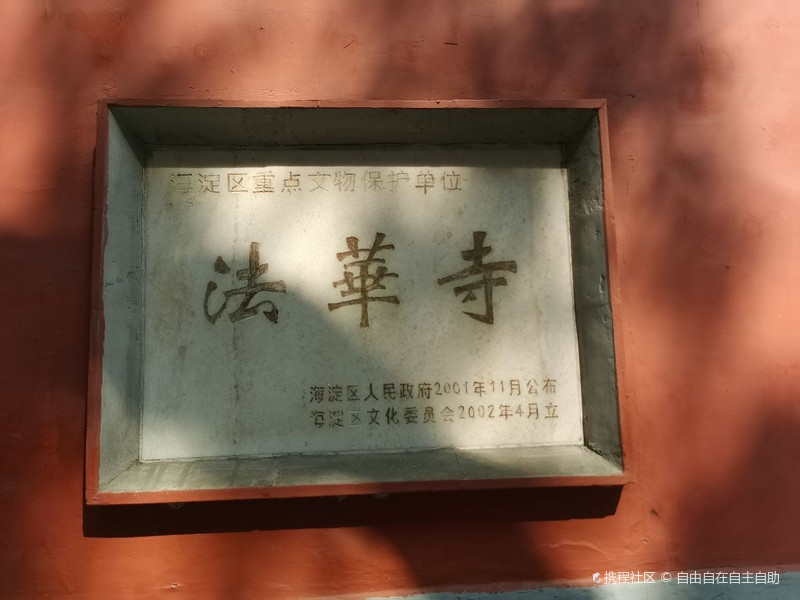 海淀区重点文物保护单位
法華寺
海淀区人民政府2001年11月公布
海淀区文化委员会2002年4月立
携程社区 © 自由自在自主自助